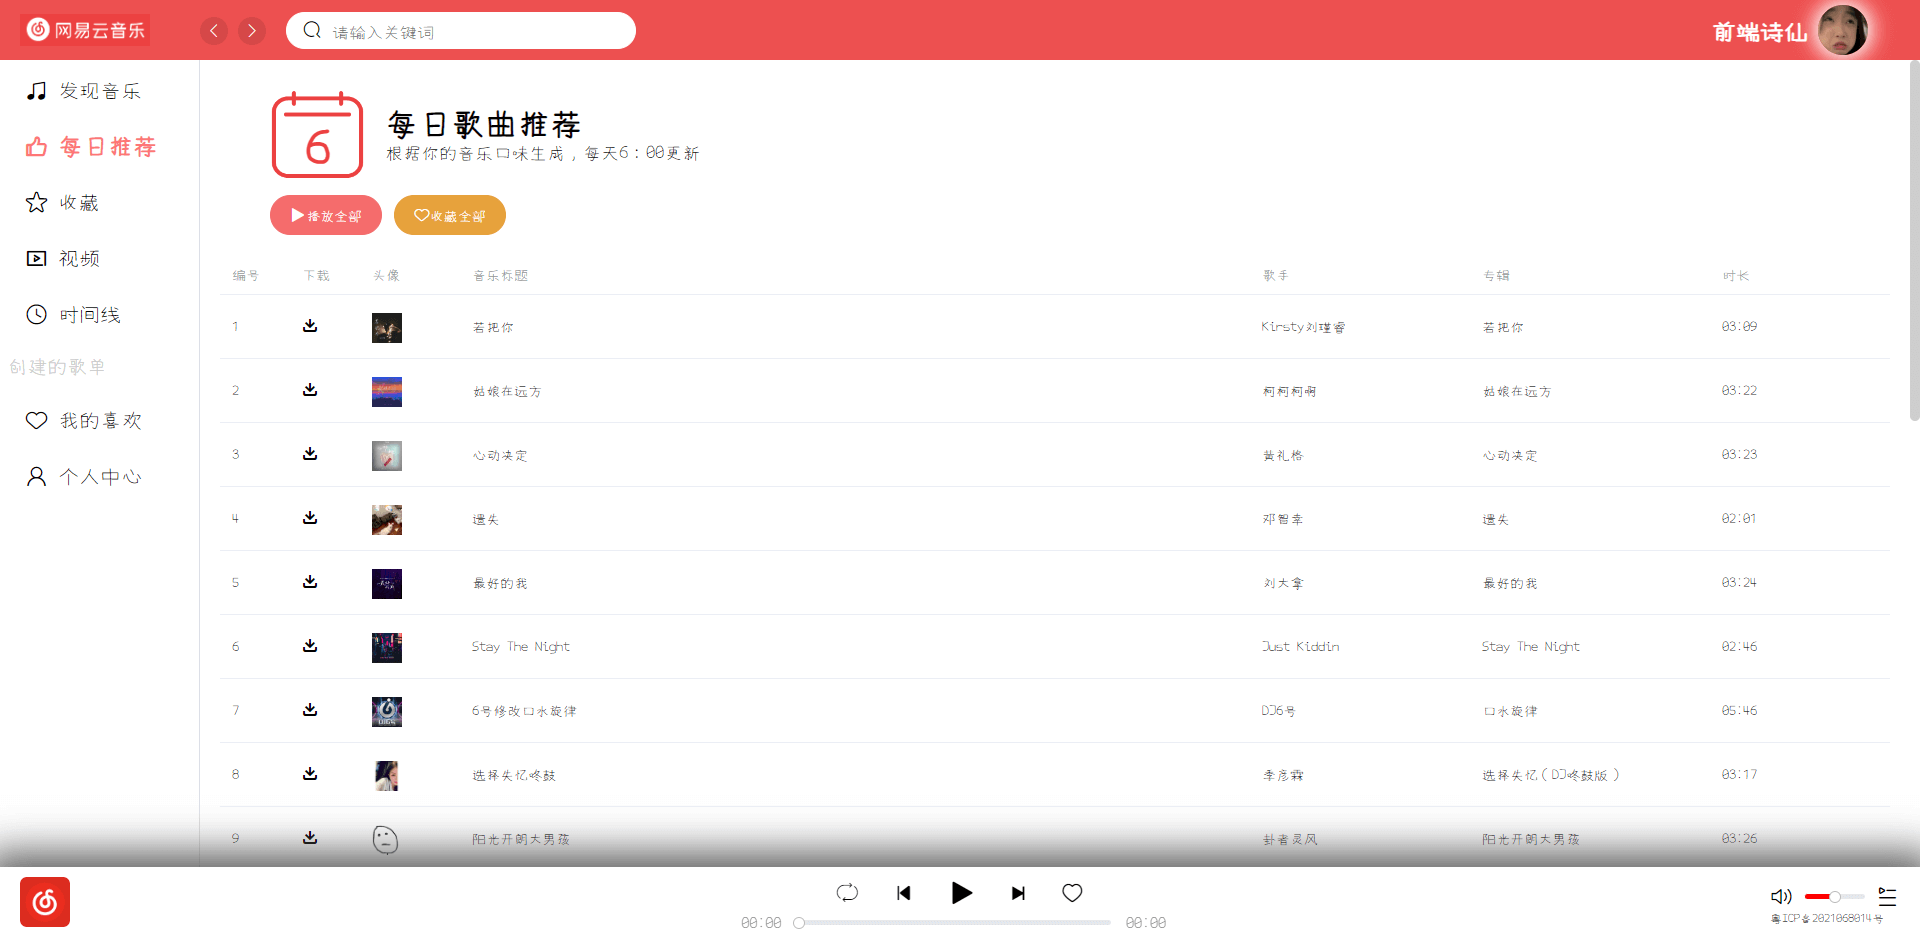 网易云音乐
请输入关键词
前端诗仙
发现音乐
每日推荐
收藏
视频
时间线
创建的歌单
我的喜欢
个人中心
6
每日歌曲推荐
根据你的音乐口味生成，每天6：00更新
播放全部
收藏全部
编号 下载 头像 音乐标题 歌手 专辑 时长
1 若把你 Kirsty刘瑾睿 若把你 03:09
2 姑娘在远方 柯柯柯啊 姑娘在远方 03:22
3 心动决定 黄礼格 心动决定 03:23
4 遗失 邓智幸 遗失 02:01
5 最好的我 刘大拿 最好的我 03:24
6 Stay The Night Just Kiddin Stay The Night 02:46
7 6号修改口水旋律 DJ6号 口水旋律 05:46
8 选择失忆咚鼓 李彦霖 选择失忆（DJ咚鼓版） 03:17
9 阳光开朗大男孩 卦者灵风 阳光开朗大男孩 03:26
00:00 00:00
粤ICP备2021068014号